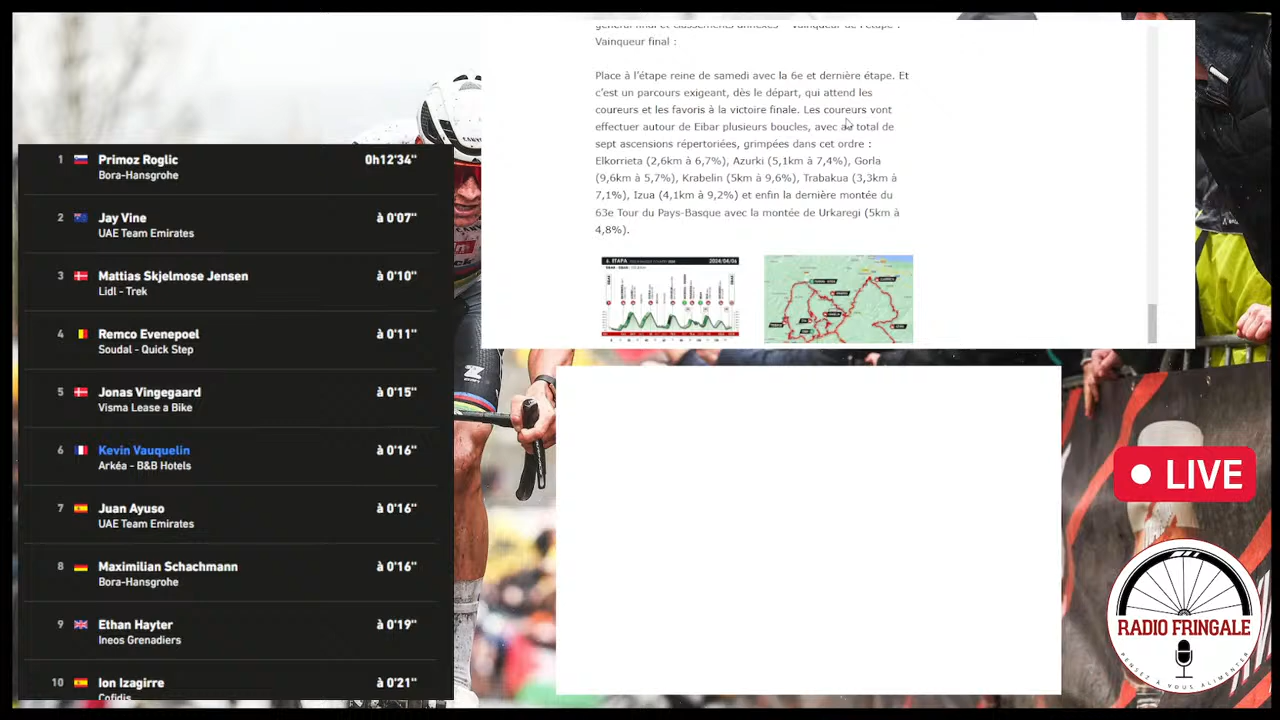 Vainqueur final :
Place à l'étape reine de samedi avec la 6e et dernière étape. Et
c'est un parcours exigeant, dès le départ, qui attend les
coureurs et les favoris à la victoire finale. Les coureurs vont
effectuer autour de Eibar plusieurs boucles, avec au total de
sept ascensions répertoriées, grimpées dans cet ordre :
Elkorrieta (2,6km à 6,7%), Azurki (5,1km à 7,4%), Gorla
(9,6km à 5,7%), Krabelin (5km à 9,6%), Trabakua (3,3km à
7,1%), Izua (4,1km à 9,2%) et enfin la dernière montée du
63e Tour du Pays-Basque avec la montée de Urkaregi (5km à
4,8%).
6. ETAPA
2024/04/06
1 Primoz Roglic 0h12'34"
Bora-Hansgrohe
2 Jay Vine à 0'07"
UAE Team Emirates
3 Mattias Skjelmose Jensen à 0'10"
Lidl - Trek
4 Remco Evenepoel à 0'11"
Soudal - Quick Step
5 Jonas Vingegaard à 0'15"
Visma Lease a Bike
6 Kevin Vauquelin à 0'16"
Arkéa - B&B Hotels
7 Juan Ayuso à 0'16"
UAE Team Emirates
8 Maximilian Schachmann à 0'16"
Bora-Hansgrohe
9 Ethan Hayter à 0'19"
Ineos Grenadiers
10 Ion Izagirre à 0'21"
Cofidis
LIVE
RADIO FRINGALE
PENSEZ À VOUS ALIMENTER